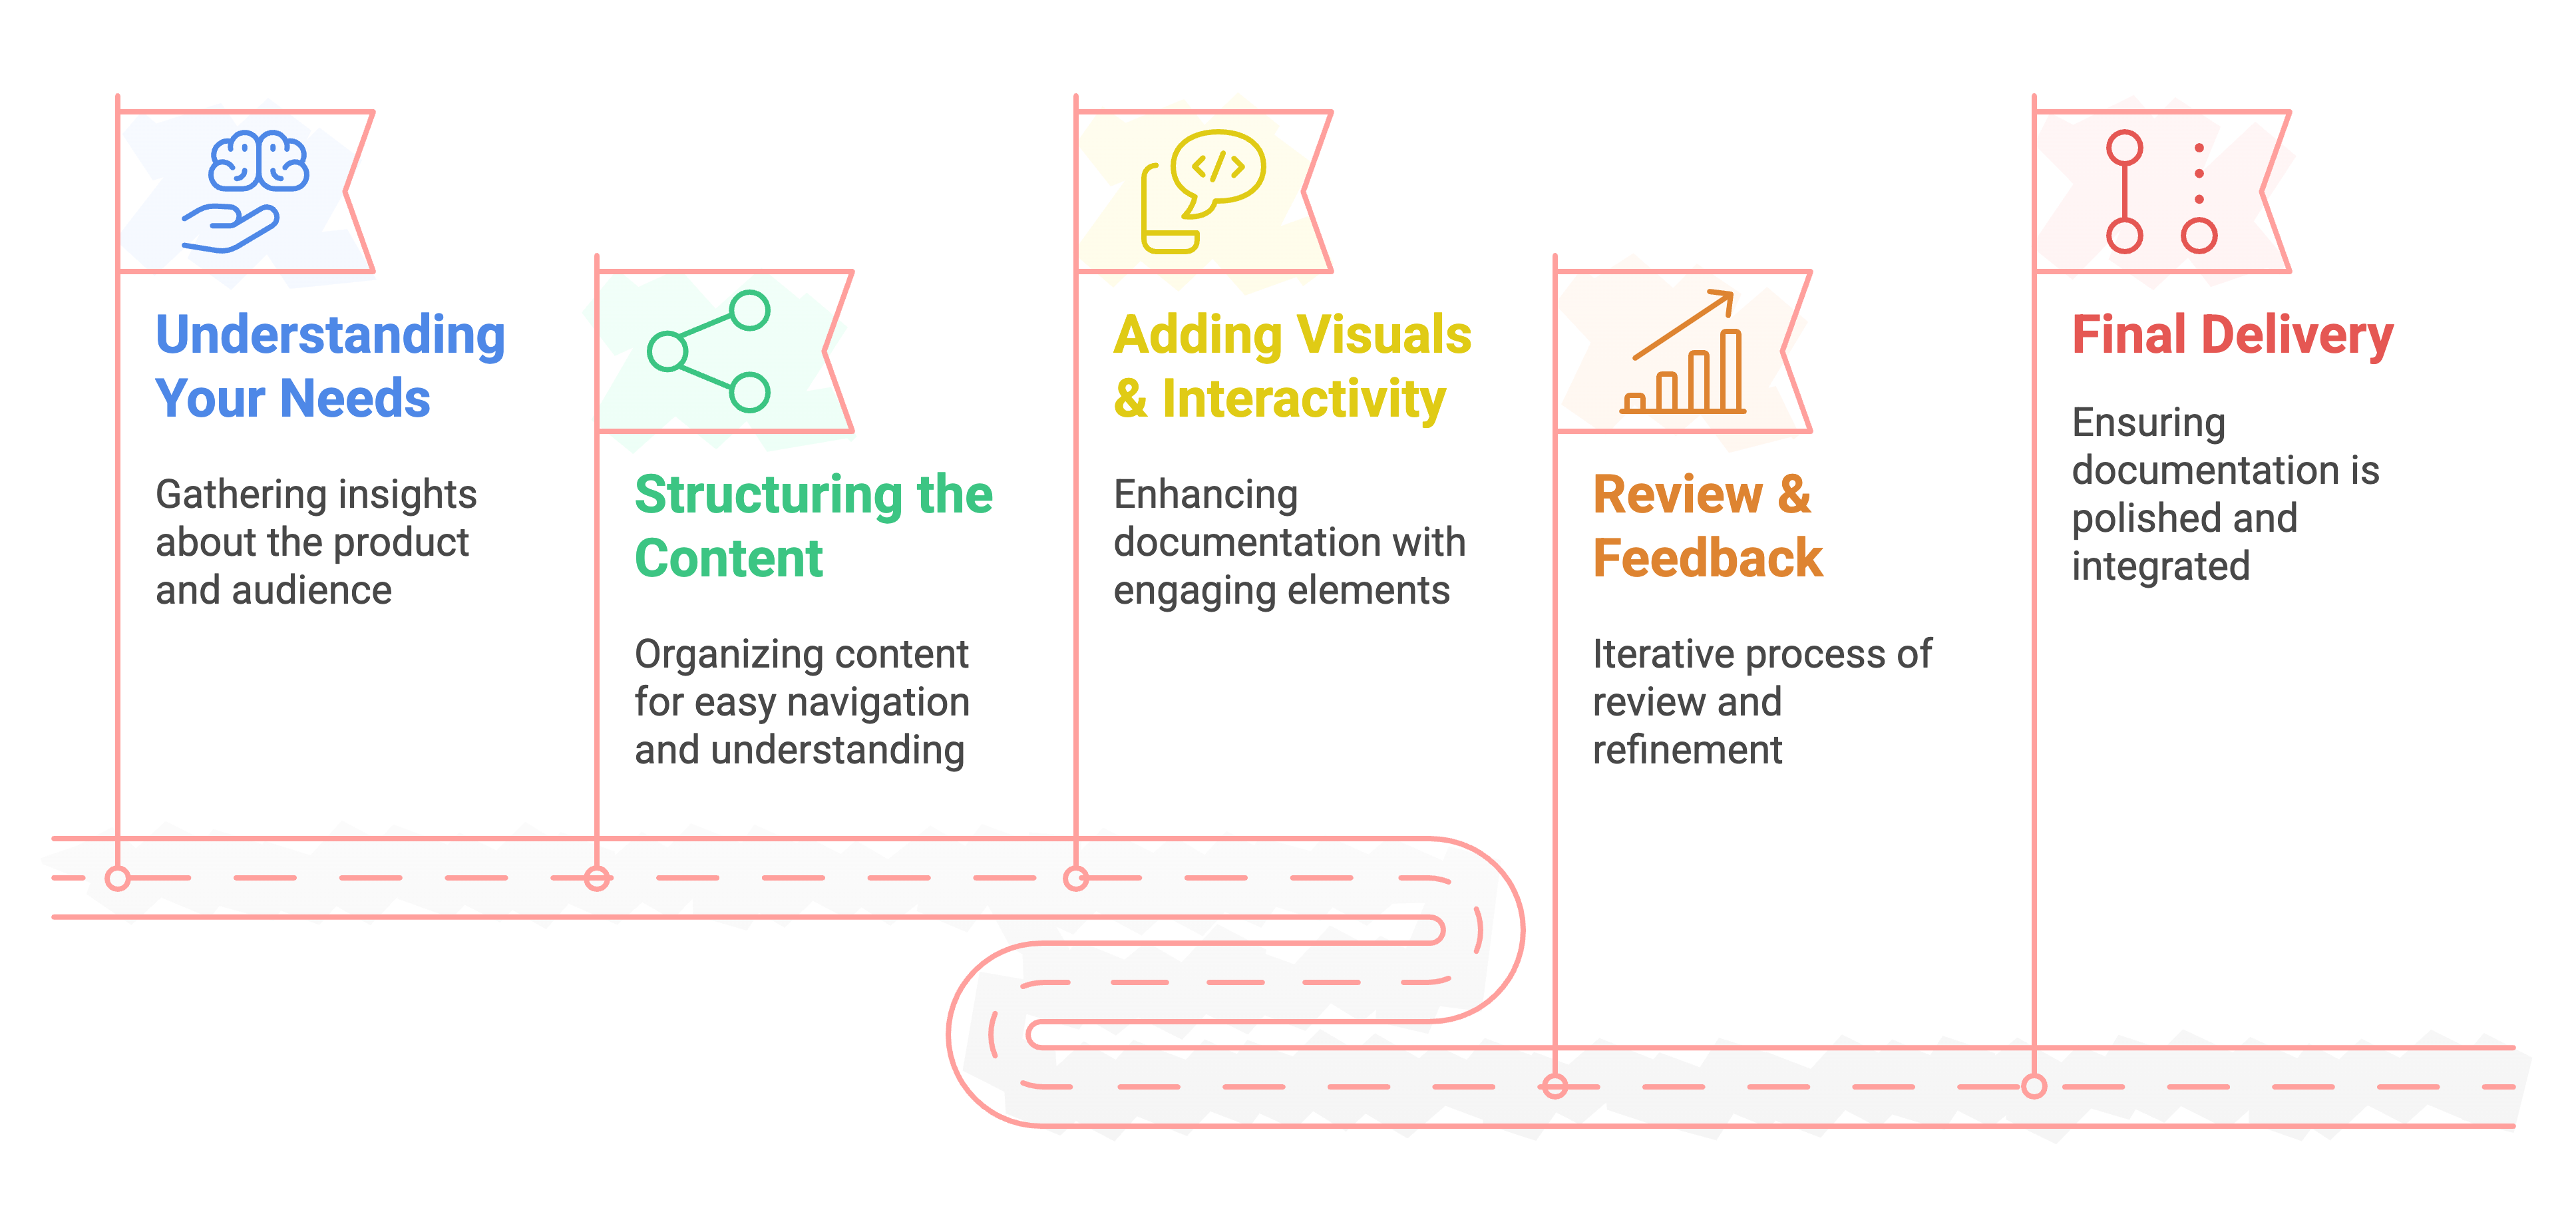 Understanding
Your Needs
Gathering insights
about the product
and audience
Structuring the
Content
Organizing content
for easy navigation
and understanding
Adding Visuals
& Interactivity
Enhancing
documentation with
engaging elements
Review &
Feedback
Iterative process of
review and
refinement
Final Delivery
Ensuring
documentation is
polished and
integrated